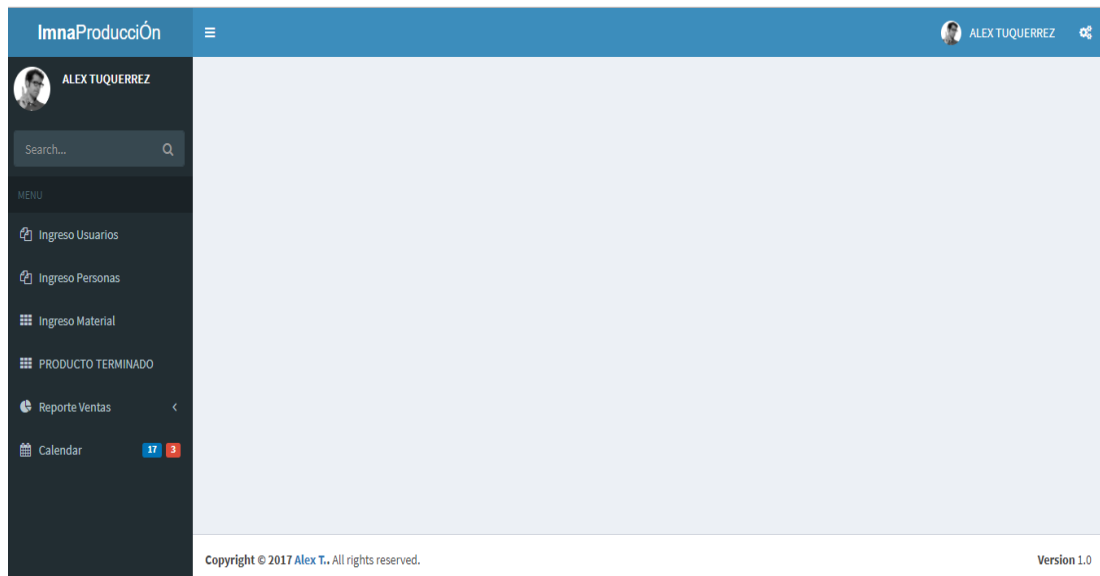 ImnaProducciÓn
ALEX TUQUERREZ
ALEX TUQUERREZ
Search...
MENU
Ingreso Usuarios
Ingreso Personas
Ingreso Material
PRODUCTO TERMINADO
Reporte Ventas
Calendar 17 3
Copyright © 2017 Alex T.. All rights reserved. Version 1.0